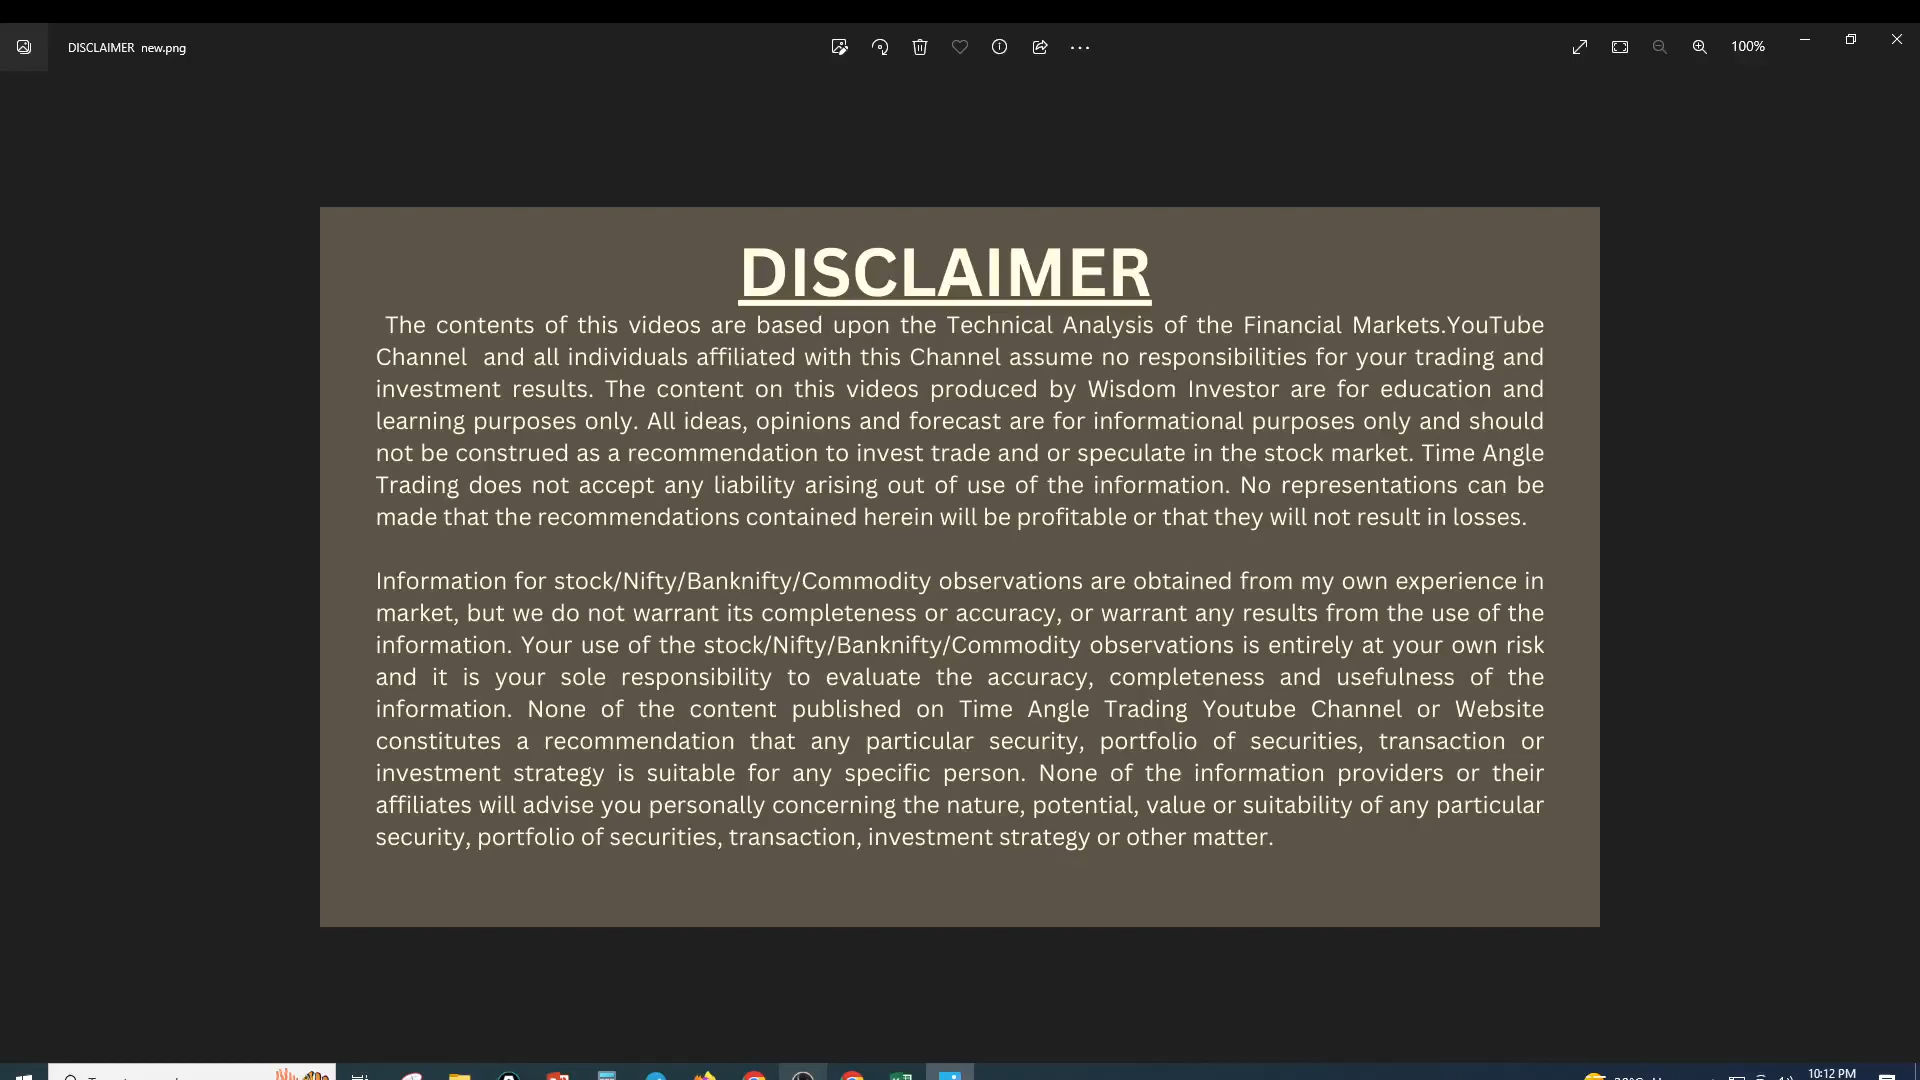 DISCLAIMER  new.png
100%
DISCLAIMER
The contents of this videos are based upon the Technical Analysis of the Financial Markets.YouTube
Channel  and all individuals affiliated with this Channel assume no responsibilities for your trading and
investment results. The content on this videos produced by Wisdom Investor are for education and
learning purposes only. All ideas, opinions and forecast are for informational purposes only and should
not be construed as a recommendation to invest trade and or speculate in the stock market. Time Angle
Trading does not accept any liability arising out of use of the information. No representations can be
made that the recommendations contained herein will be profitable or that they will not result in losses.
Information for stock/Nifty/Banknifty/Commodity observations are obtained from my own experience in
market, but we do not warrant its completeness or accuracy, or warrant any results from the use of the
information. Your use of the stock/Nifty/Banknifty/Commodity observations is entirely at your own risk
and it is your sole responsibility to evaluate the accuracy, completeness and usefulness of the
information. None of the content published on Time Angle Trading Youtube Channel or Website
constitutes a recommendation that any particular security, portfolio of securities, transaction or
investment strategy is suitable for any specific person. None of the information providers or their
affiliates will advise you personally concerning the nature, potential, value or suitability of any particular
security, portfolio of securities, transaction, investment strategy or other matter.
10:12 PM